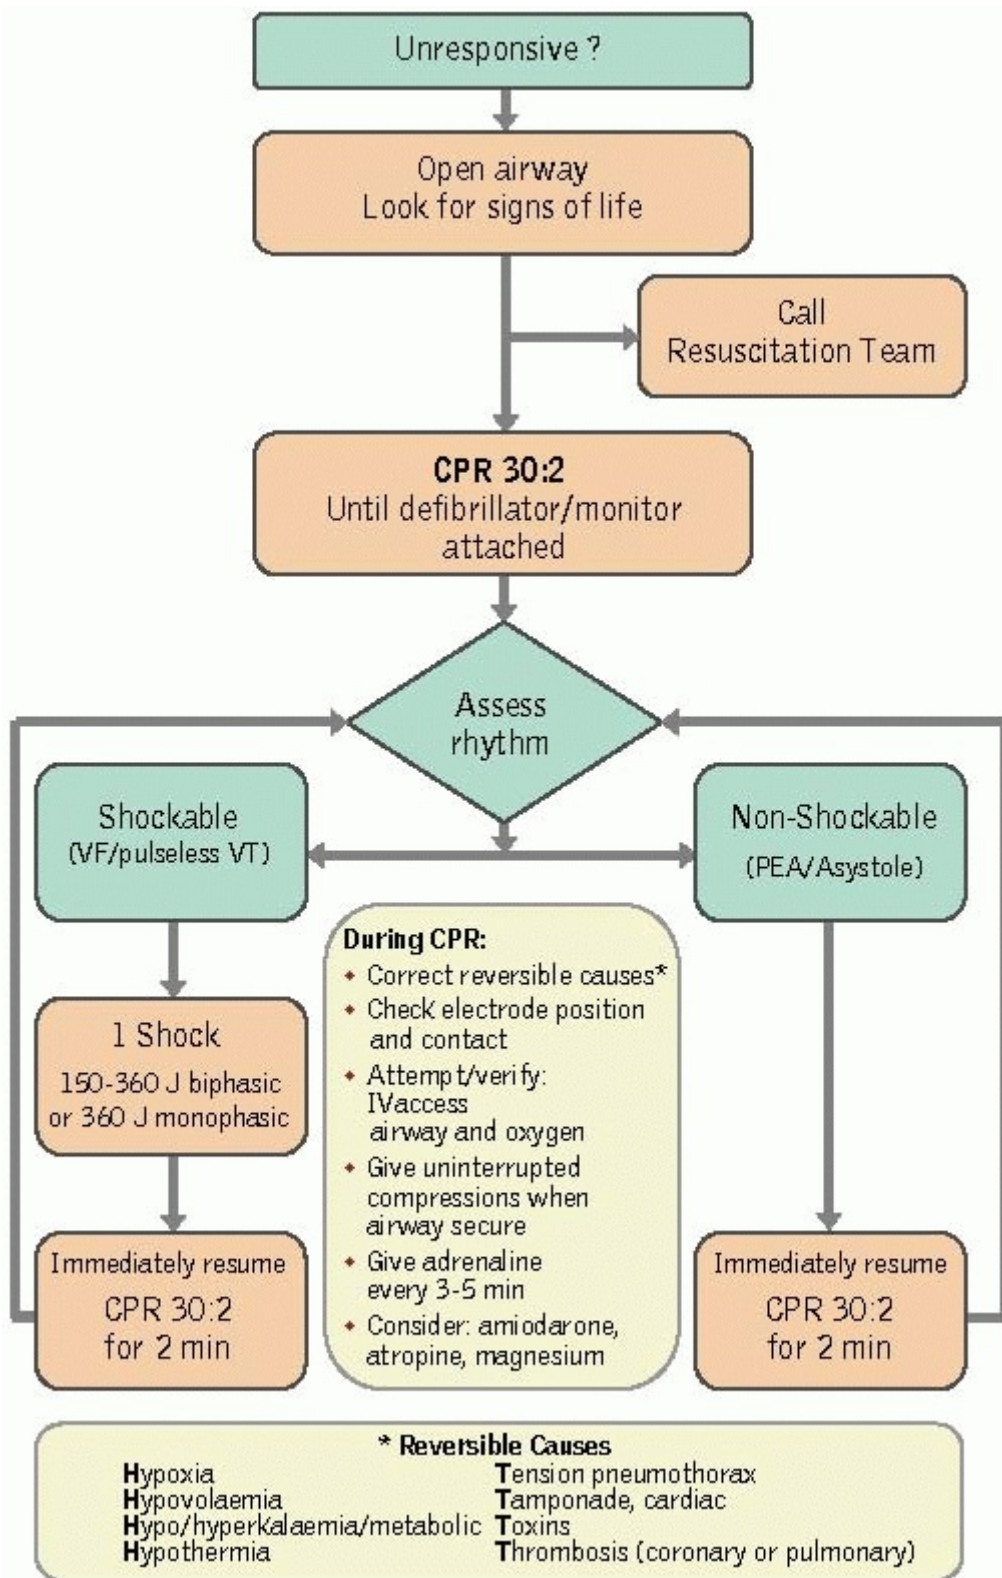 Unresponsive ?
Open airway
Look for signs of life
Call
Resuscitation Team
CPR 30:2
Until defibrillator/monitor
attached
Assess
rhythm
Shockable
(VF/pulseless VT)
Non-Shockable
(PEA/Asystole)
1 Shock
150-360 J biphasic
or 360 J monophasic
Immediately resume
CPR 30:2
for 2 min
During CPR:
• Correct reversible causes*
• Check electrode position
and contact
• Attempt/verify:
IVaccess
airway and oxygen
• Give uninterrupted
compressions when
airway secure
• Give adrenaline
every 3-5 min
• Consider: amiodarone,
atropine, magnesium
Immediately resume
CPR 30:2
for 2 min
* Reversible Causes
Hypoxia
Hypovolaemia
Hypo/hyperkalaemia/metabolic
Hypothermia
Tension pneumothorax
Tamponade, cardiac
Toxins
Thrombosis (coronary or pulmonary)